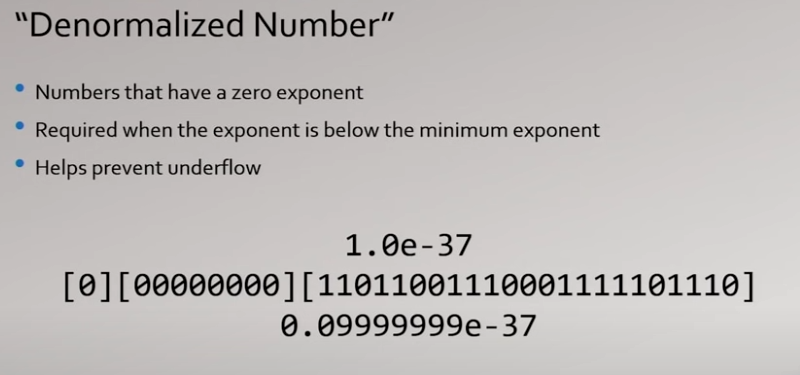 “Denormalized Number”
• Numbers that have a zero exponent
• Required when the exponent is below the minimum exponent
• Helps prevent underflow
1.0e-37
[0][00000000][11011001110001111101110]
0.09999999e-37